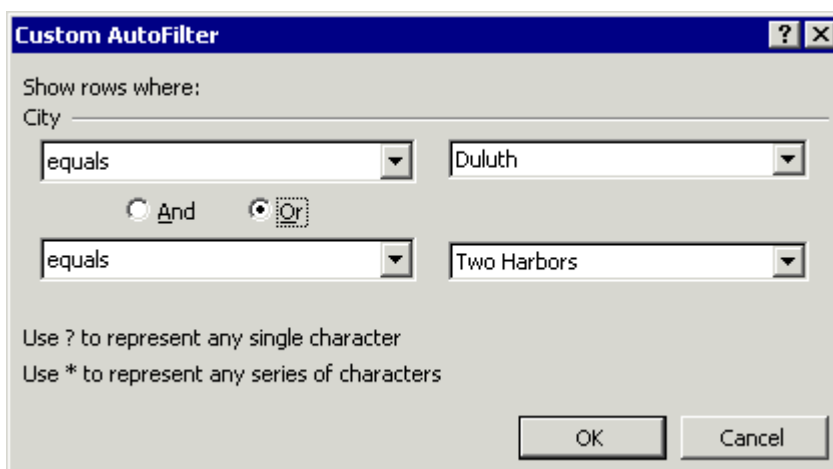 Custom AutoFilter ? X
Show rows where:
City
equals Duluth
And Or
equals Two Harbors
Use ? to represent any single character
Use * to represent any series of characters
OK Cancel